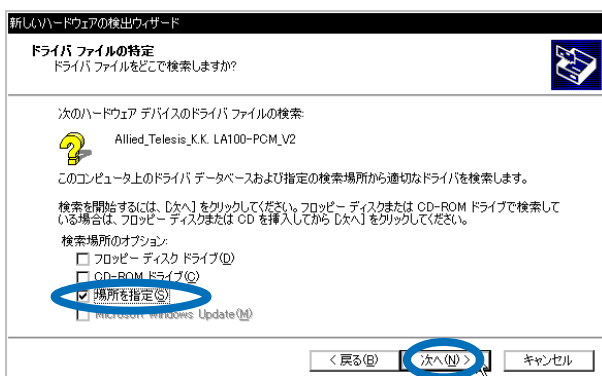 新しいハードウェアの検出ウィザード
ドライバ ファイルの特定
ドライバ ファイルをどこで検索しますか?
次のハードウェア デバイスのドライバ ファイルの検索:
Allied_Telesis_K.K. LA100-PCM_V2
このコンピュータ上のドライバ データベースおよび指定の検索場所から適切なドライバを検索します。
検索を開始するには、[次へ] をクリックしてください。フロッピー ディスクまたは CD-ROM ドライブで検索して
いる場合は、フロッピー ディスクまたは CD を挿入してから [次へ] をクリックしてください。
検索場所のオプション:
フロッピー ディスク ドライブ(D)
CD-ROM ドライブ(C)
場所を指定(S)
Microsoft Windows Update(M)
< 戻る(B)
次へ(N) >
キャンセル